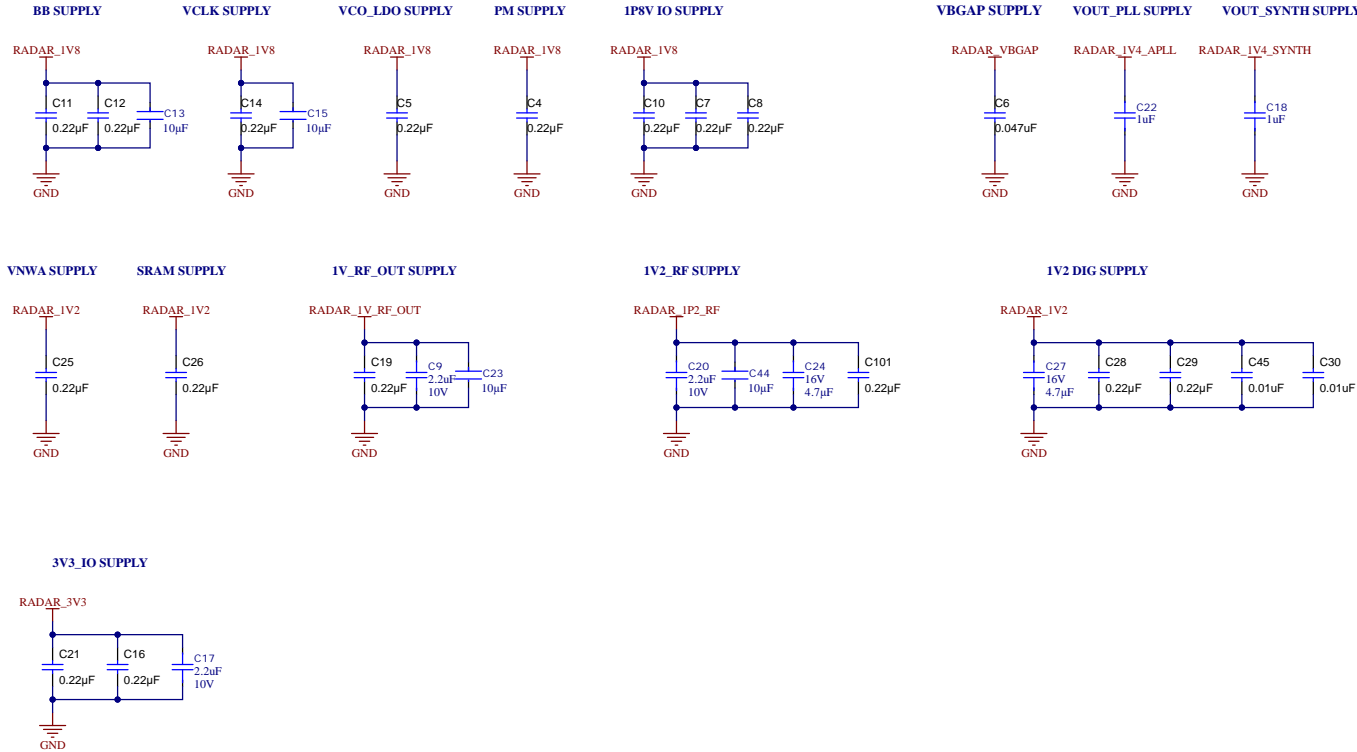 BB SUPPLY
VCLK SUPPLY
VCO_LDO SUPPLY
PM SUPPLY
1P8V IO SUPPLY
VBGAP SUPPLY
VOUT_PLL SUPPLY
VOUT_SYNTH SUPPLY
RADAR_1V8
RADAR_1V8
RADAR_1V8
RADAR_1V8
RADAR_1V8
RADAR_VBGAP
RADAR_1V4_APLL
RADAR_1V4_SYNTH
C11
0.22µF
C12
0.22µF
C13
10µF
C14
0.22µF
C15
10µF
C5
0.22µF
C4
0.22µF
C10
0.22µF
C7
0.22µF
C8
0.22µF
C6
0.047uF
C22
1uF
C18
1uF
GND
GND
GND
GND
GND
GND
GND
GND
VNWA SUPPLY
SRAM SUPPLY
1V_RF_OUT SUPPLY
1V2_RF SUPPLY
1V2 DIG SUPPLY
RADAR_1V2
RADAR_1V2
RADAR_1V_RF_OUT
RADAR_1P2_RF
RADAR_1V2
C25
0.22µF
C26
0.22µF
C19
0.22µF
C9
2.2uF
10V
C23
10µF
C20
2.2uF
10V
C44
10µF
C24
16V
4.7µF
C101
0.22µF
C27
16V
4.7µF
C28
0.22µF
C29
0.22µF
C45
0.01uF
C30
0.01uF
GND
GND
GND
GND
GND
3V3_IO SUPPLY
RADAR_3V3
C21
0.22µF
C16
0.22µF
C17
2.2uF
10V
GND